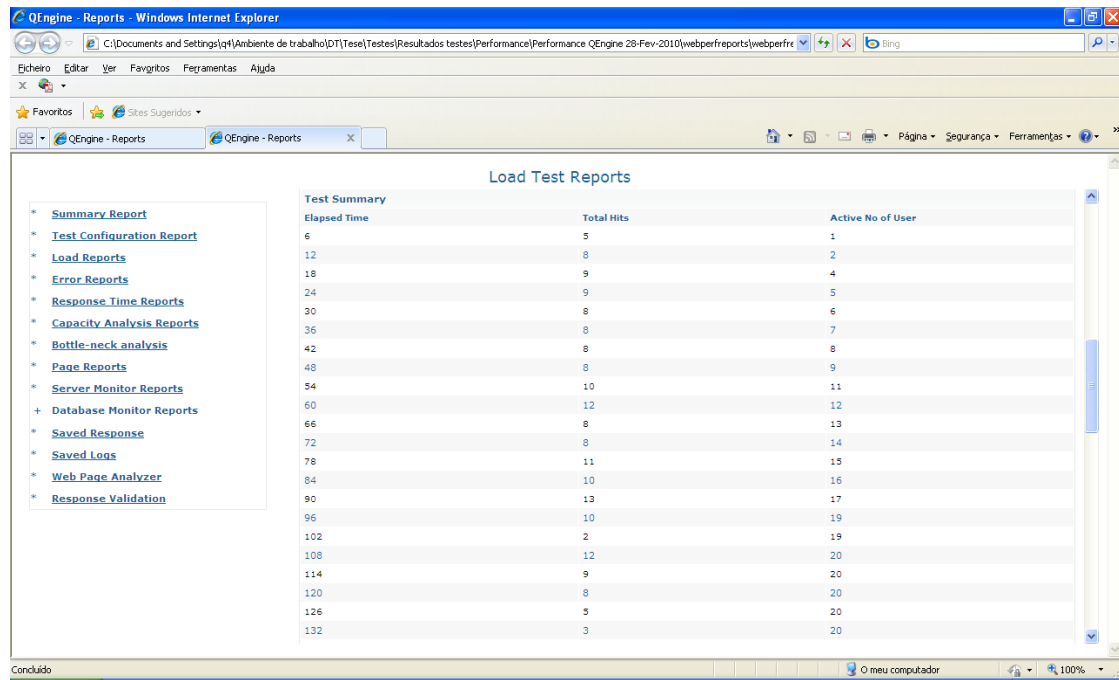 QEngine - Reports - Windows Internet Explorer
C:\Documents and Settings\q4\Ambiente de trabalho\DT\Tese\Testes\Resultados testes\Performance\Performance QEngine 28-Fev-2010\webperfreports\webperfre
Bing
Ficheiro Editar Ver Favoritos Ferramentas Ajuda
x
Favoritos Sites Sugeridos
QEngine - Reports QEngine - Reports X Página Segurança Ferramentas »
Load Test Reports
* Summary Report
* Test Configuration Report
* Load Reports
* Error Reports
* Response Time Reports
* Capacity Analysis Reports
* Bottle-neck analysis
* Page Reports
* Server Monitor Reports
+ Database Monitor Reports
* Saved Response
* Saved Logs
* Web Page Analyzer
* Response Validation
Test Summary
Elapsed Time Total Hits Active No of User
6 5 1
12 8 2
18 9 4
24 9 5
30 8 6
36 8 7
42 8 8
48 8 9
54 10 11
60 12 12
66 8 13
72 8 14
78 11 15
84 10 16
90 13 17
96 10 19
102 2 19
108 12 20
114 9 20
120 8 20
126 5 20
132 3 20
Concluído O meu computador 100%